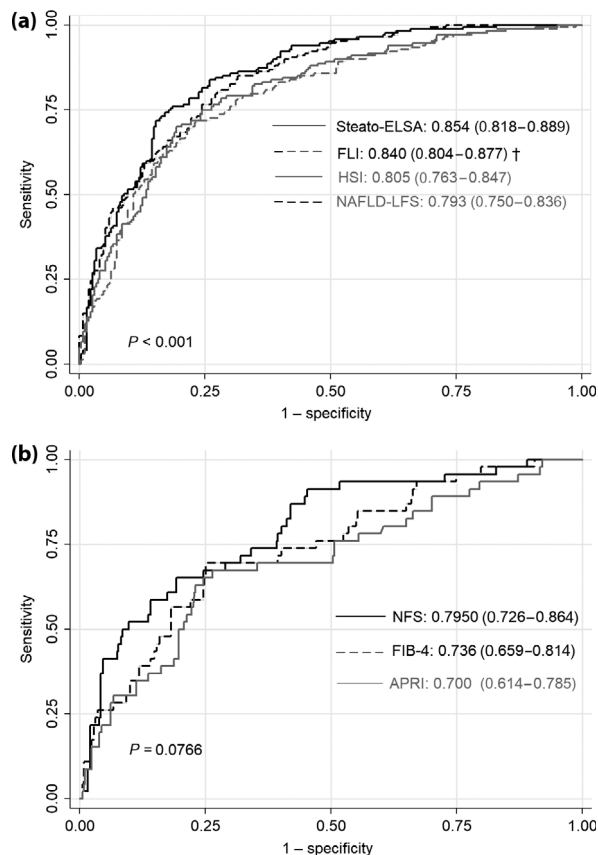 (a)
1.00
0.75
0.50
0.25
0.00
Sensitivity
Steato-ELSA: 0.854 (0.818–0.889)
FLI: 0.840 (0.804–0.877) †
HSI: 0.805 (0.763–0.847)
NAFLD-LFS: 0.793 (0.750–0.836)
P < 0.001
0.00 0.25 0.50 0.75 1.00
1 – specificity
(b)
1.00
0.75
0.50
0.25
0.00
Sensitivity
NFS: 0.7950 (0.726–0.864)
FIB-4: 0.736 (0.659–0.814)
APRI: 0.700 (0.614–0.785)
P = 0.0766
0.00 0.25 0.50 0.75 1.00
1 – specificity